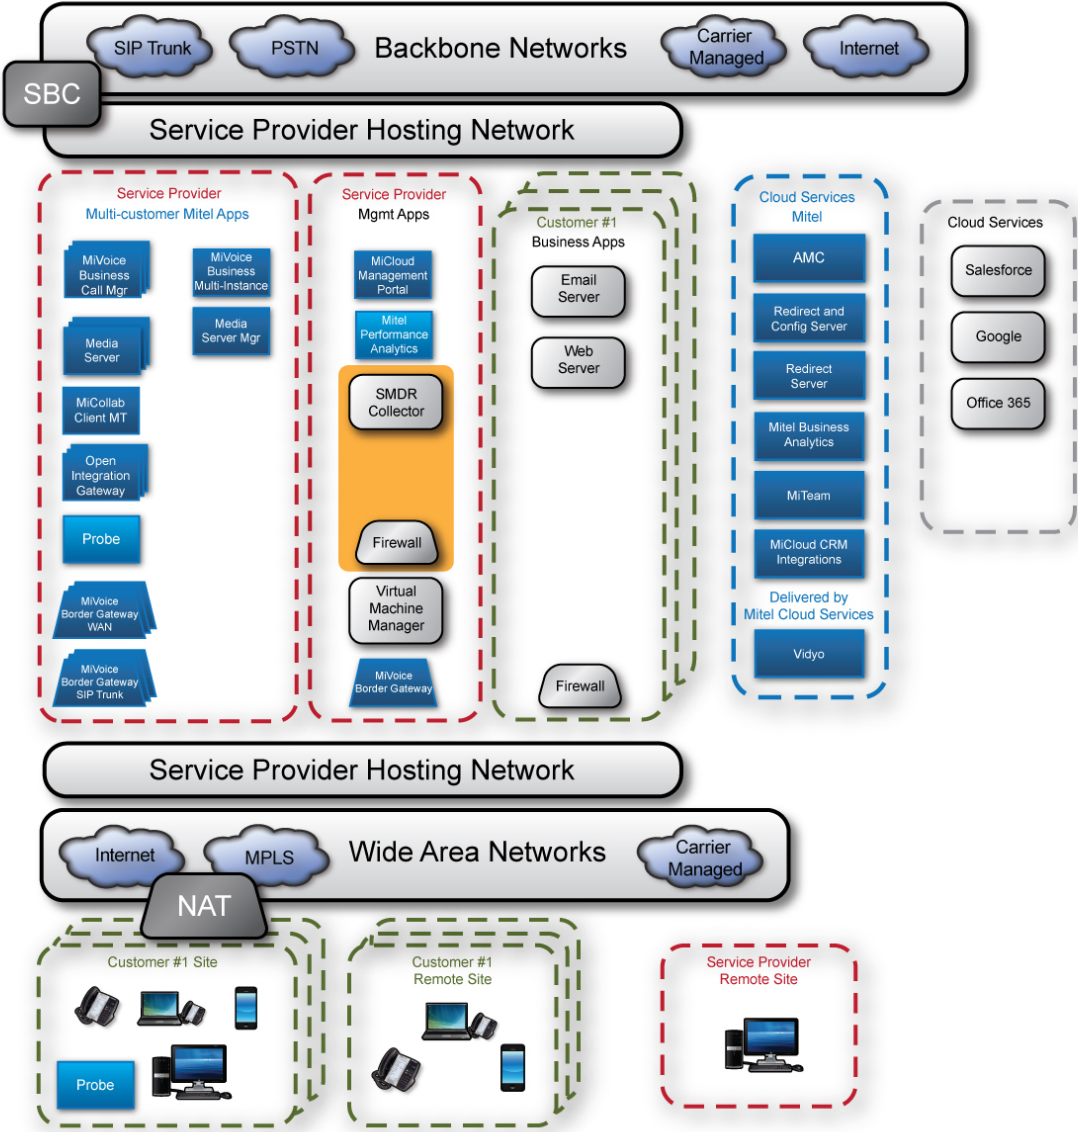 SIP Trunk
PSTN
Backbone Networks
Carrier
Managed
Internet
SBC
Service Provider Hosting Network
Service Provider
Multi-customer Mitel Apps
MiVoice
Business
Call Mgr
MiVoice
Business
Multi-Instance
Media
Server
Media
Server Mgr
MiCollab
Client MT
Open
Integration
Gateway
Probe
MiVoice
Border Gateway
WAN
MiVoice
Border Gateway
SIP Trunk
Service Provider
Mgmt Apps
MiCloud
Management
Portal
Mitel
Performance
Analytics
SMDR
Collector
Firewall
Virtual
Machine
Manager
MiVoice
Border Gateway
Customer #1
Business Apps
Email
Server
Web
Server
Firewall
Cloud Services
Mitel
AMC
Redirect and
Config Server
Redirect
Server
Mitel Business
Analytics
MiTeam
MiCloud CRM
Integrations
Delivered by
Mitel Cloud Services
Vidyo
Cloud Services
Salesforce
Google
Office 365
Service Provider Hosting Network
Internet
MPLS
Wide Area Networks
Carrier
Managed
NAT
Customer #1 Site
Probe
Customer #1
Remote Site
Service Provider
Remote Site